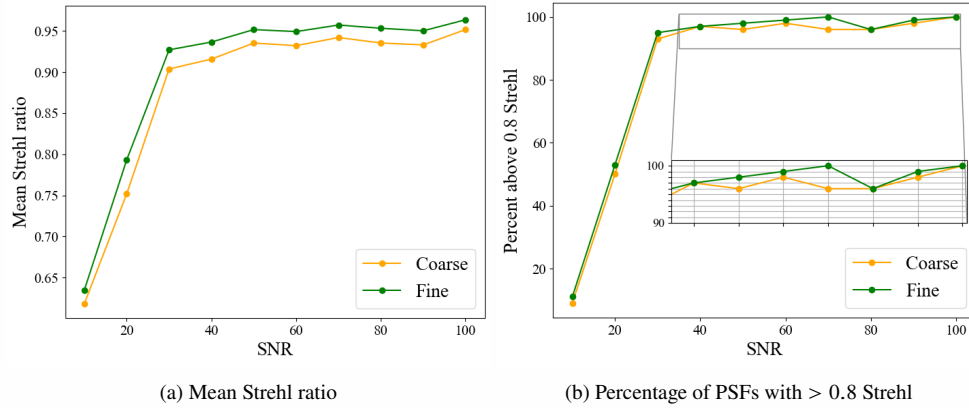 Mean Strehl ratio
0.95
0.90
0.85
0.80
0.75
0.70
0.65
20
40
60
80
100
SNR
Coarse
Fine
(a) Mean Strehl ratio
Percent above 0.8 Strehl
100
80
60
40
20
100
90
20
40
60
80
100
SNR
Coarse
Fine
(b) Percentage of PSFs with > 0.8 Strehl